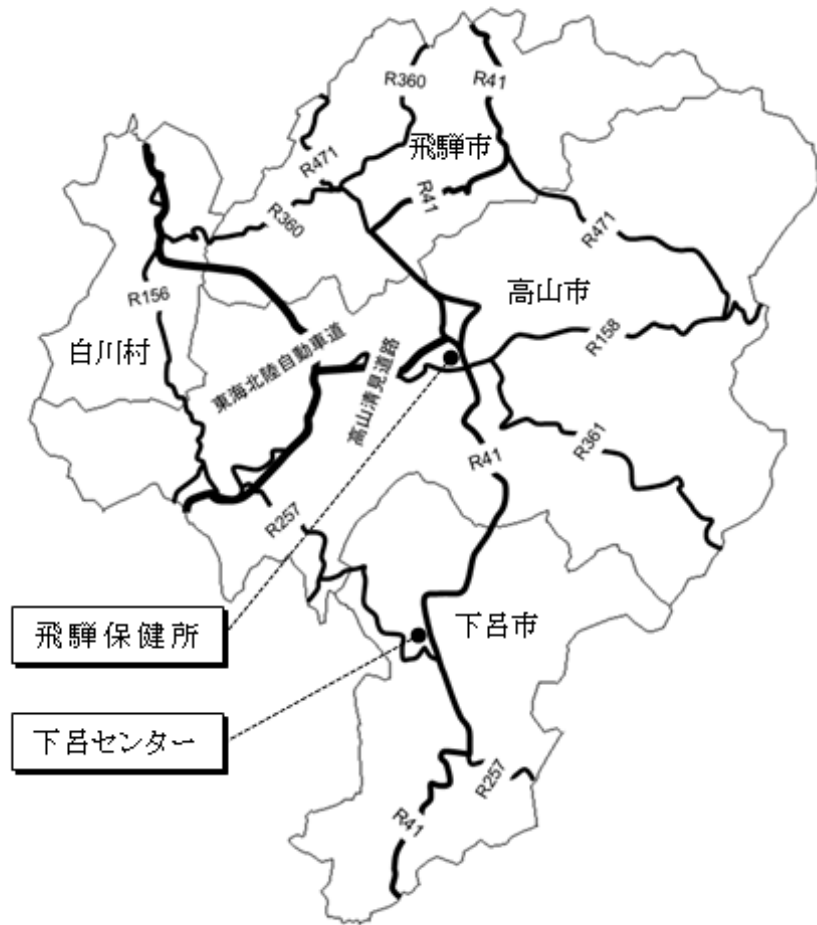 R360
R41
飛騨市
R471
R41
R360
R471
R156
高山市
白川村
東海北陸自動車道
高山清見道路
R158
R361
R41
R257
飛騨保健所
下呂市
下呂センター
R257
R41